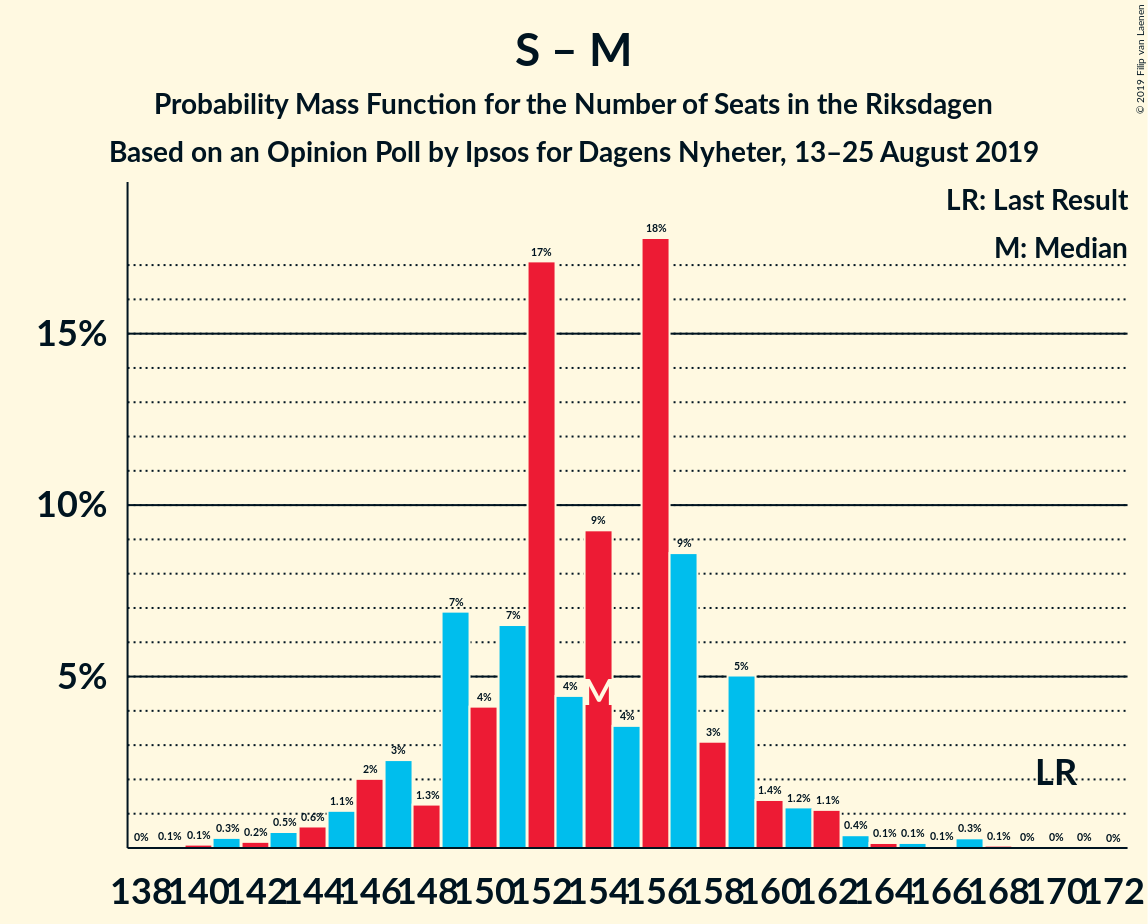 S – M
Probability Mass Function for the Number of Seats in the Riksdagen
Based on an Opinion Poll by Ipsos for Dagens Nyheter, 13–25 August 2019
© 2019 Filip van Laenen
LR: Last Result
M: Median
15%
10%
5%
0% 0.1% 0.1% 0.3% 0.2% 0.5% 0.6% 1.1% 2% 3% 1.3% 7% 4% 7% 17% 4% 9% 4% 18% 9% 3% 5% 1.4% 1.2% 1.1% 0.4% 0.1% 0.1% 0.1% 0.3% 0.1% 0% 0% 0% 0%
M
LR
138 140 142 144 146 148 150 152 154 156 158 160 162 164 166 168 170 172